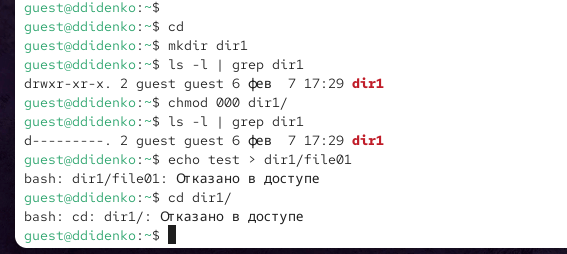 guest@ddidenko:~$
guest@ddidenko:~$ cd
guest@ddidenko:~$ mkdir dir1
guest@ddidenko:~$ ls -l | grep dir1
drwxr-xr-x. 2 guest guest 6 фев  7 17:29 dir1
guest@ddidenko:~$ chmod 000 dir1/
guest@ddidenko:~$ ls -l | grep dir1
d---------. 2 guest guest 6 фев  7 17:29 dir1
guest@ddidenko:~$ echo test > dir1/file01
bash: dir1/file01: Отказано в доступе
guest@ddidenko:~$ cd dir1/
bash: cd: dir1/: Отказано в доступе
guest@ddidenko:~$